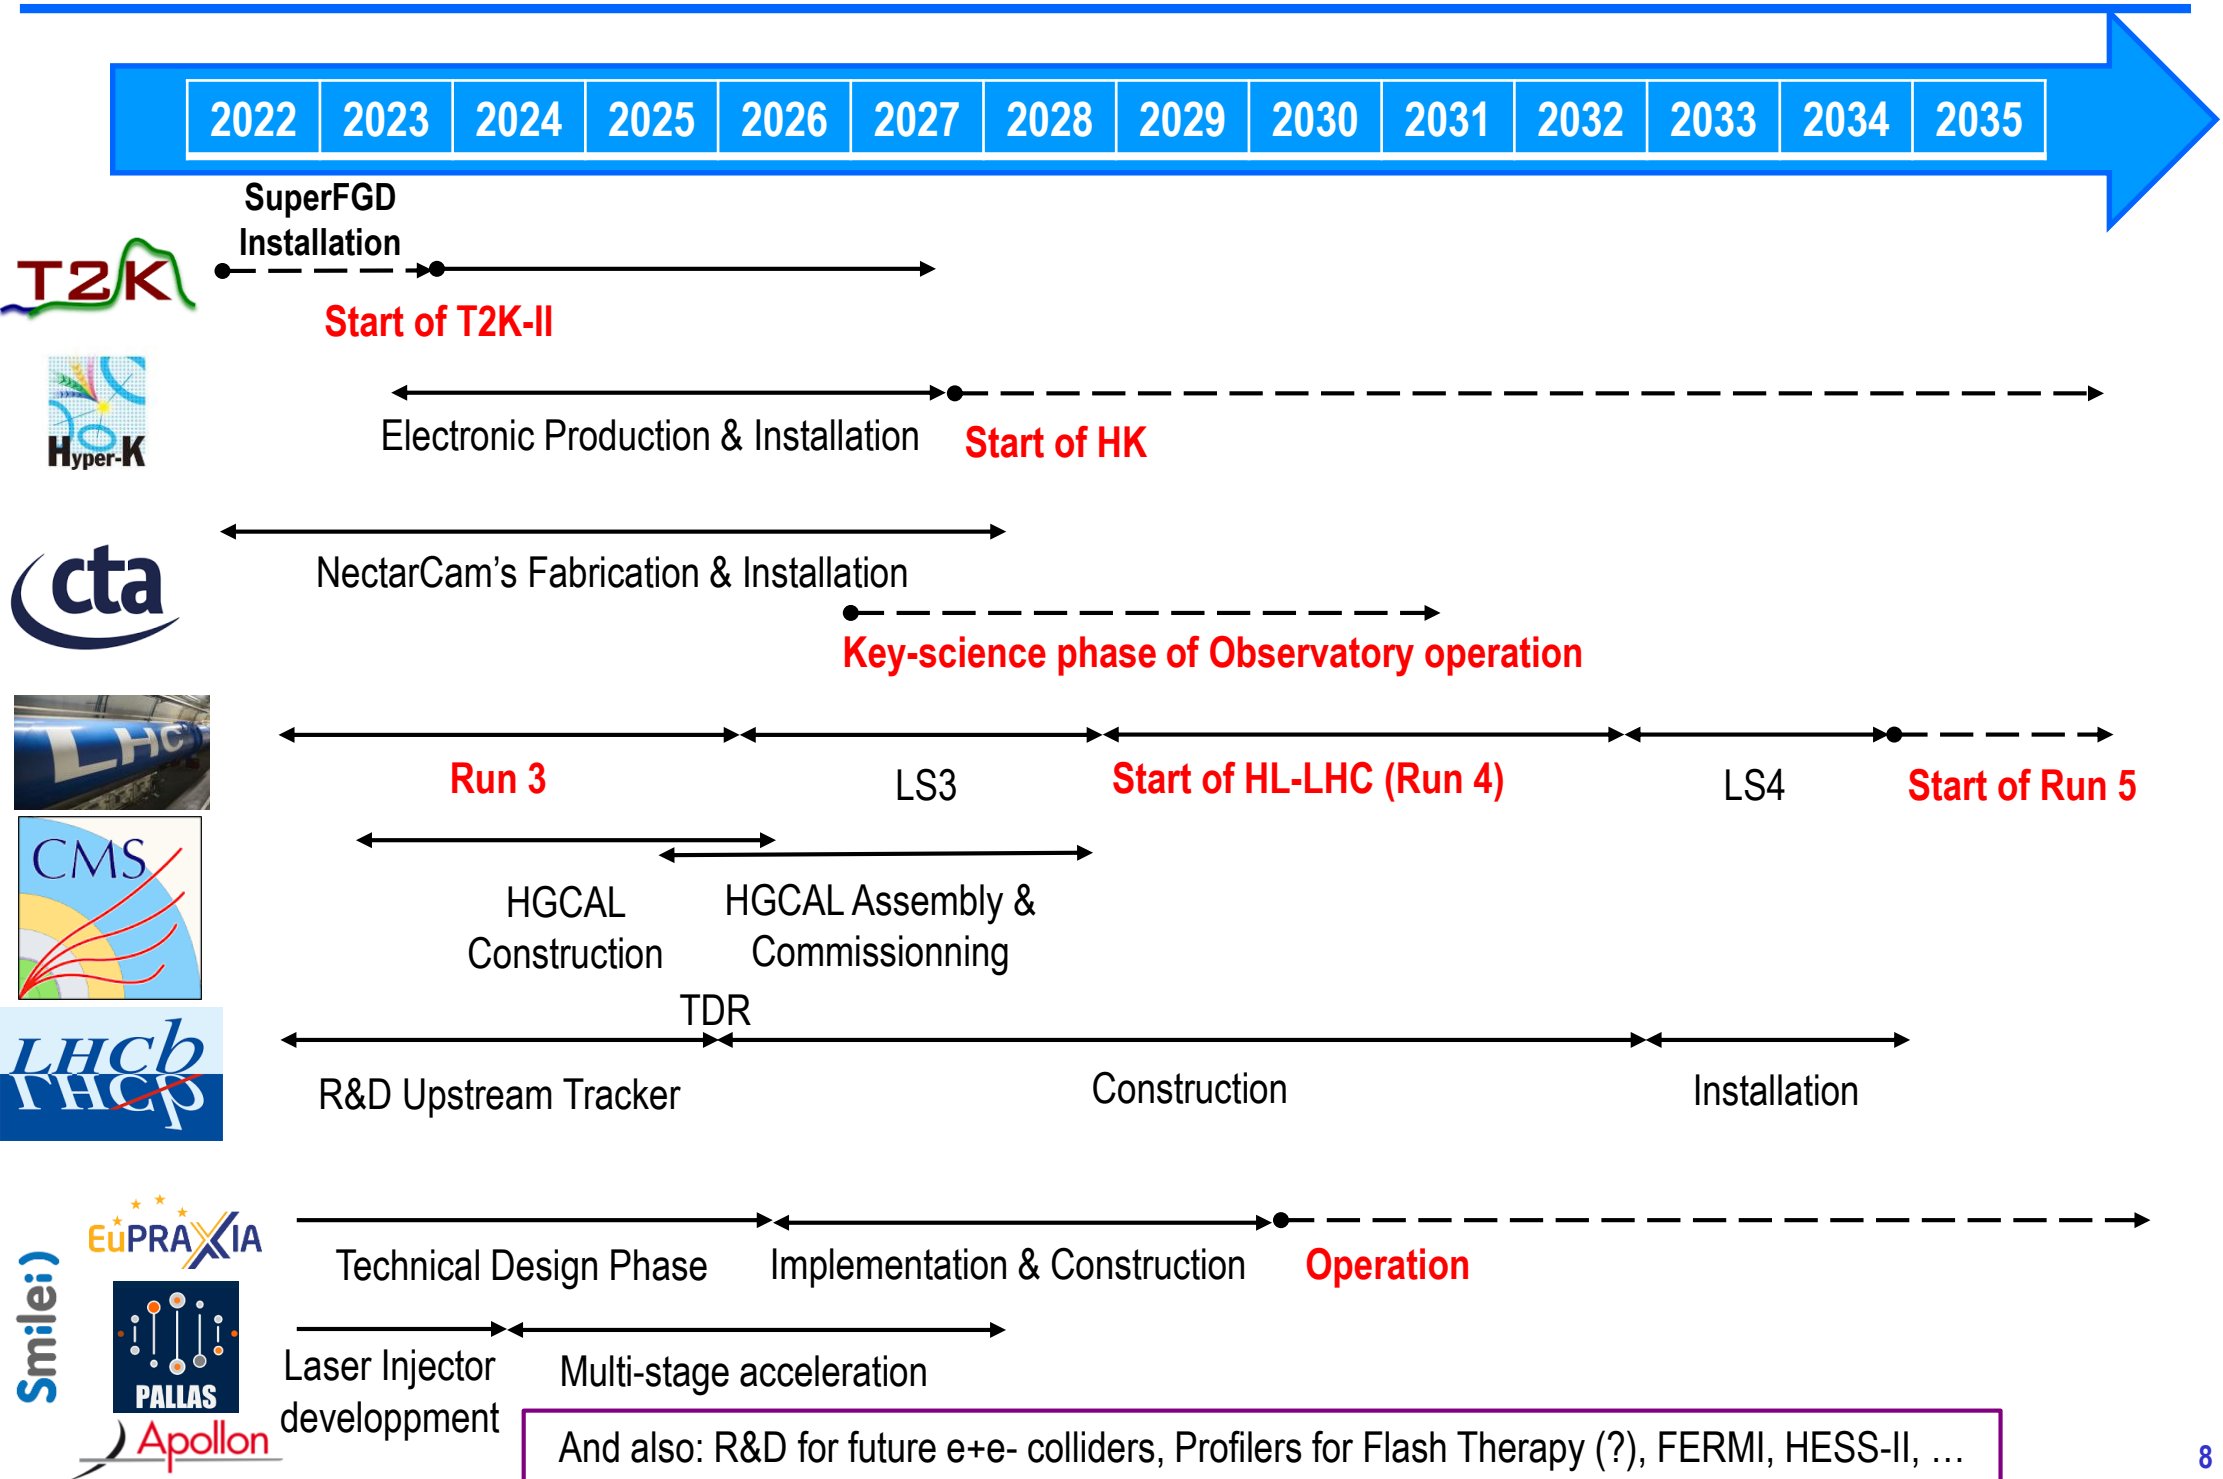 2022 2023 2024 2025 2026 2027 2028 2029 2030 2031 2032 2033 2034 2035
SuperFGD
Installation
T2K
Start of T2K-II
Hyper-K
Electronic Production & Installation
Start of HK
cta
NectarCam’s Fabrication & Installation
Key-science phase of Observatory operation
LHC
Run 3
LS3
Start of HL-LHC (Run 4)
LS4
Start of Run 5
CMS
HGCAL
Construction
HGCAL Assembly &
Commissionning
TDR
LHCb
LHCb
R&D Upstream Tracker
Construction
Installation
EuPRAXIA
Technical Design Phase
Implementation & Construction
Operation
Smilei)
PALLAS
Laser Injector
developpment
Multi-stage acceleration
Apollon
And also: R&D for future e+e- colliders, Profilers for Flash Therapy (?), FERMI, HESS-II, …
8